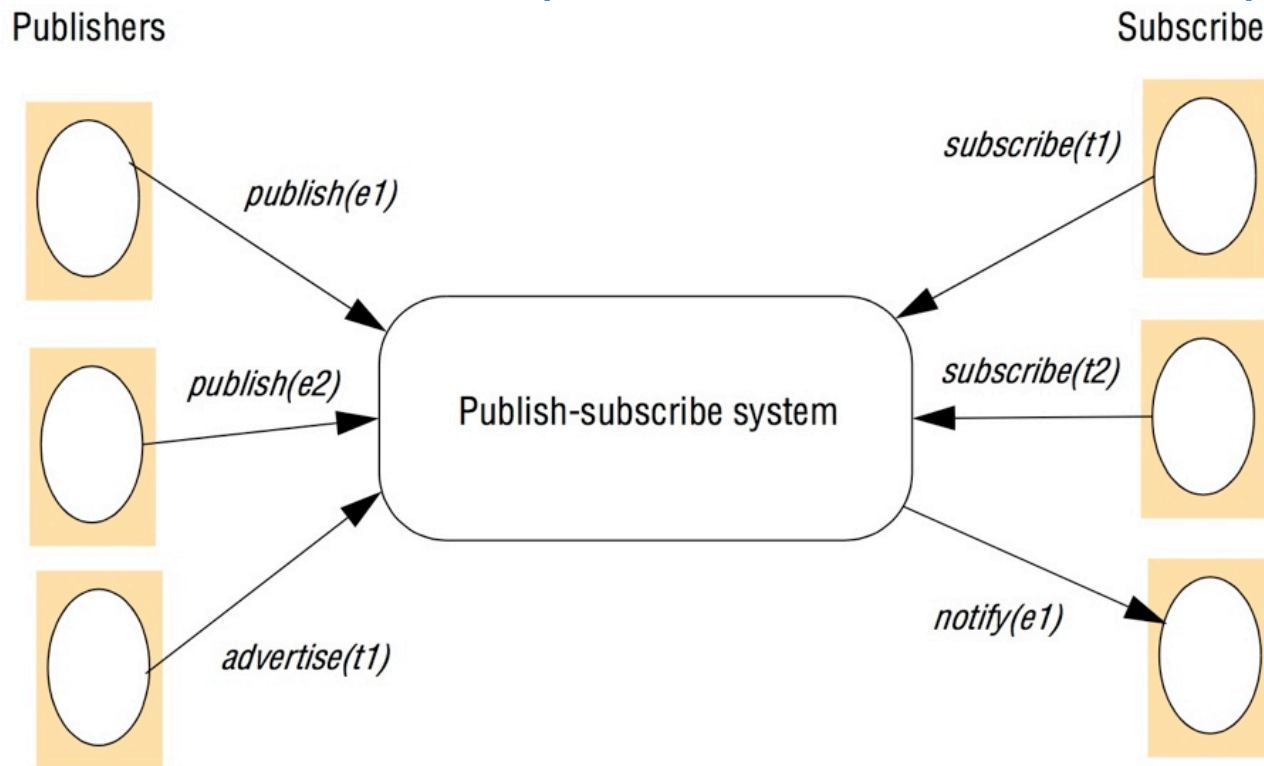 Publishers
Subscribe
publish(e1)
subscribe(t1)
publish(e2)
subscribe(t2)
Publish-subscribe system
advertise(t1)
notify(e1)